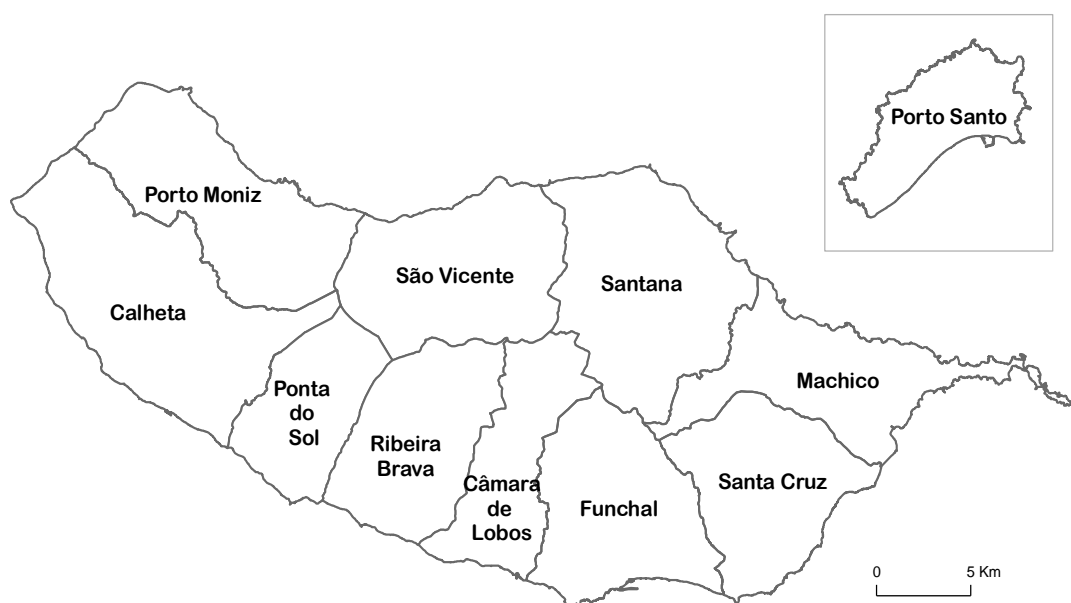 Porto Santo
Porto Moniz
São Vicente
Santana
Calheta
Machico
Ponta
do
Sol
Ribeira
Brava
Câmara
de
Lobos
Funchal
Santa Cruz
0 5 Km